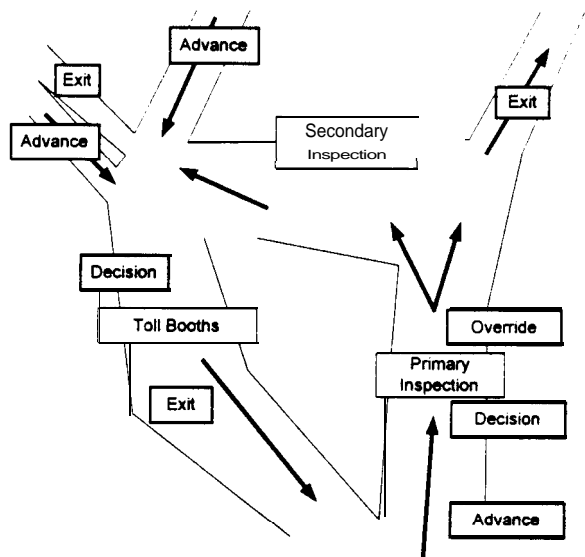 Advance
Exit
Exit
Advance
Secondary
Inspection
Decision
Toll Booths
Override
Primary
Inspection
Exit
Decision
Advance